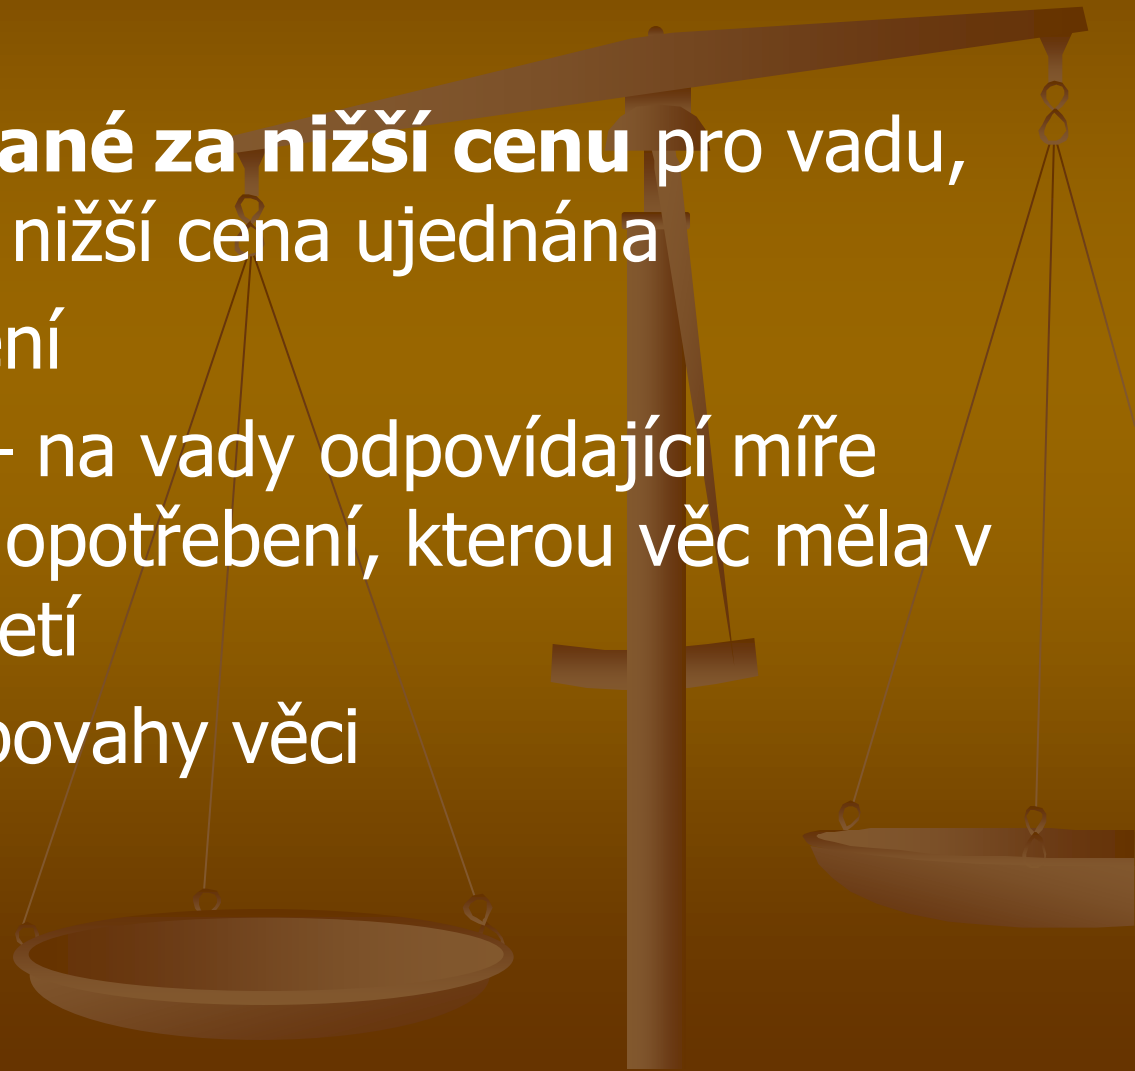 ané za nižší cenu pro vadu,
nižší cena ujednána
ení
– na vady odpovídající míře
opotřebení, kterou věc měla v
etí
povahy věci